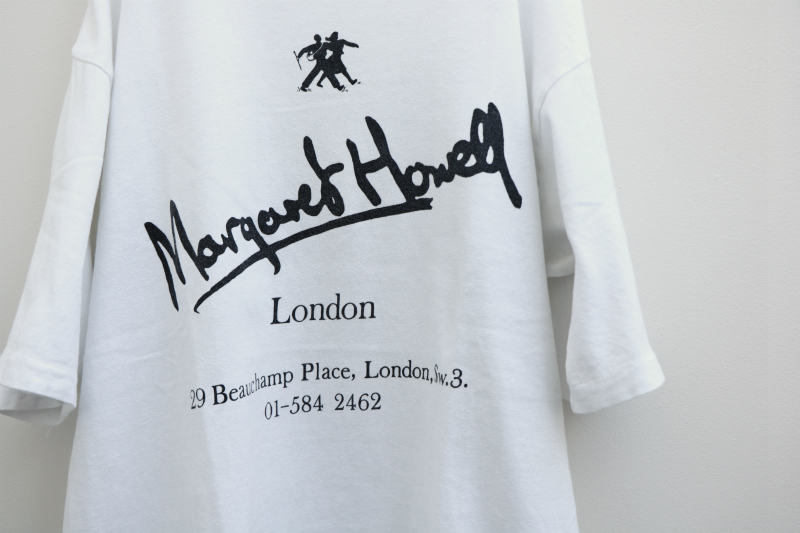 Margaret Howell
London
29 Beauchamp Place, London, Sw.3.
01-584 2462